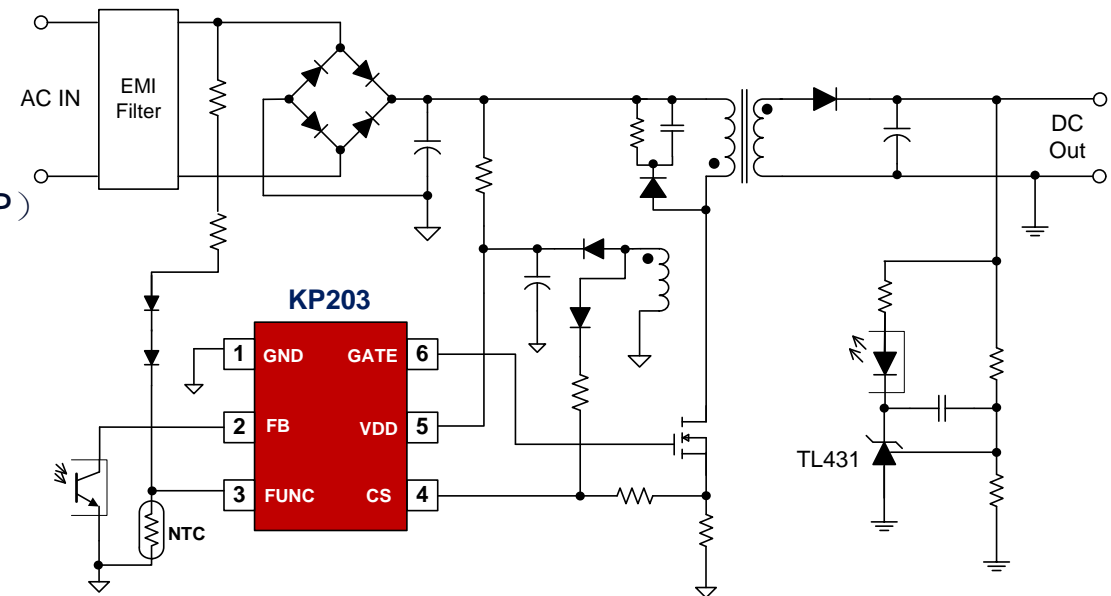 AC IN
EMI
Filter
DC
Out
P）
KP203
1 GND
GATE 6
2 FB
VDD 5
3 FUNC
CS 4
NTC
TL431